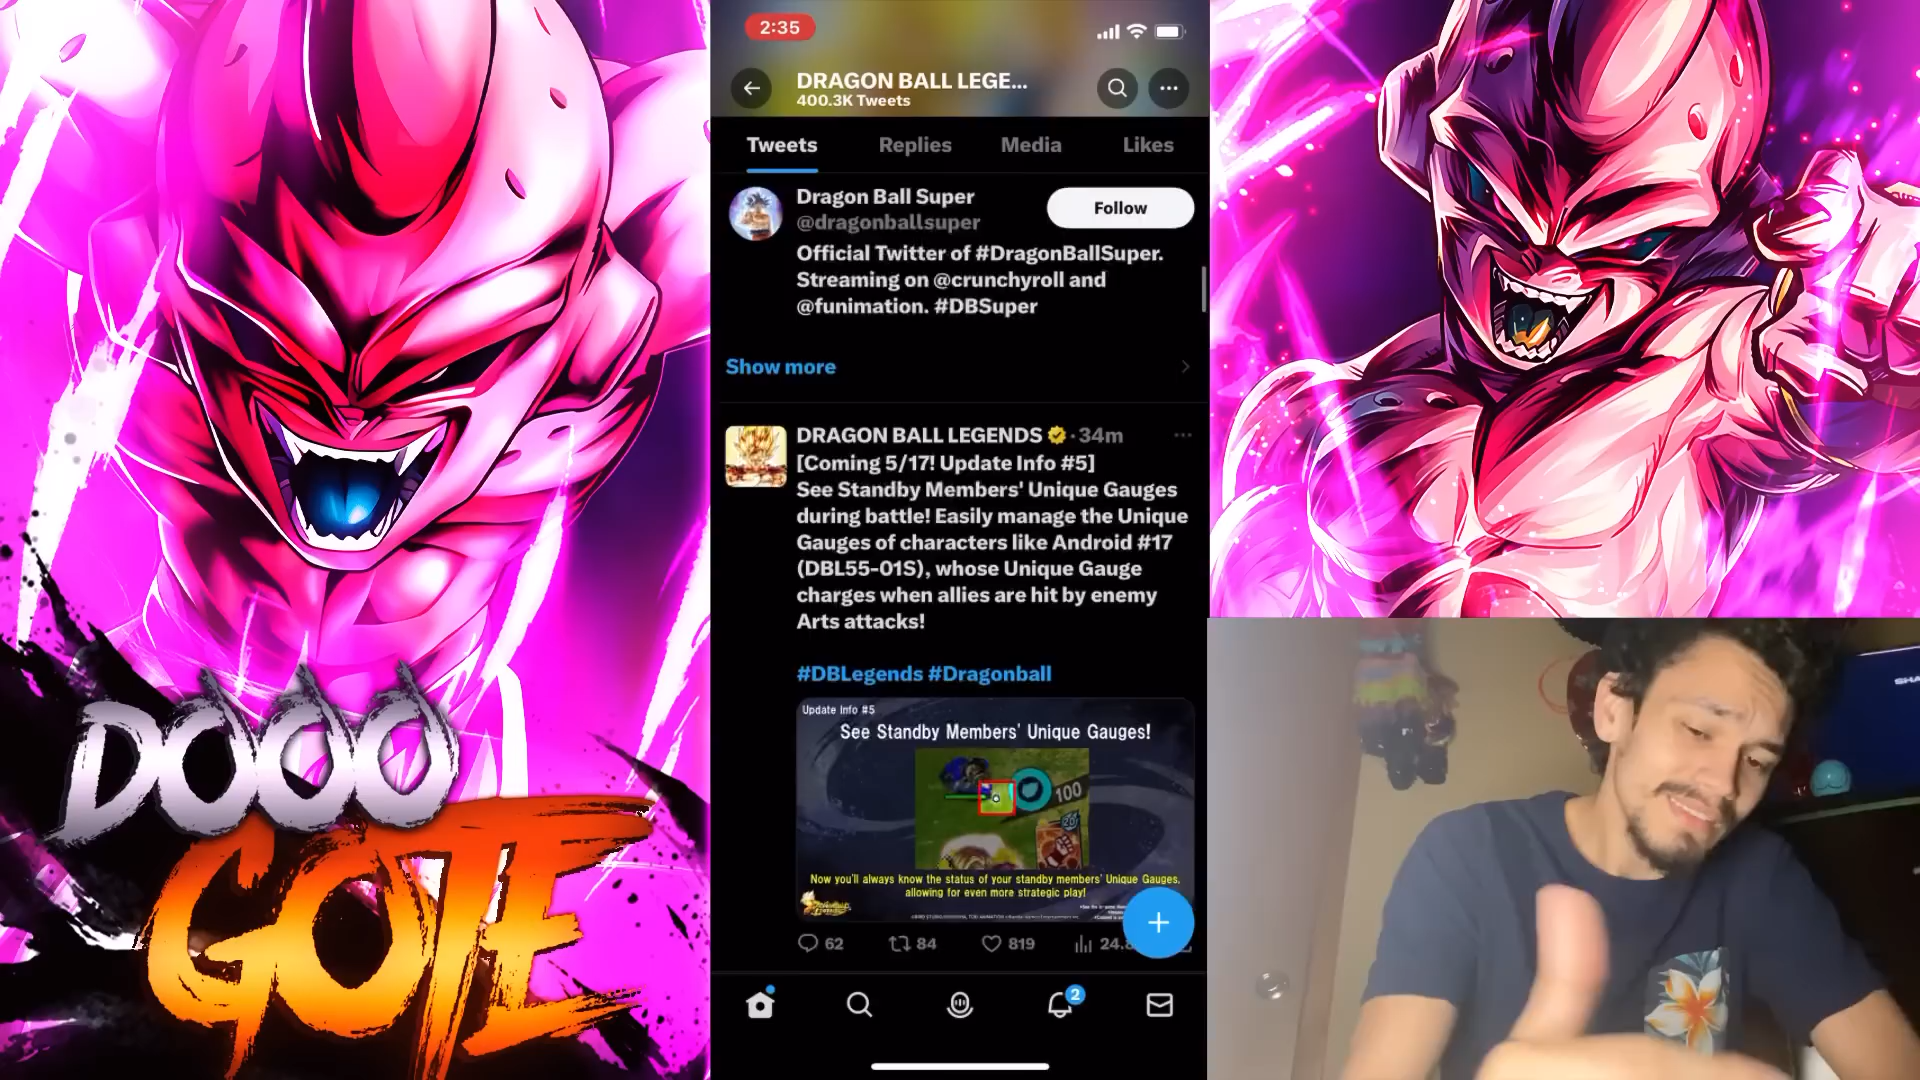 2:35
DRAGON BALL LEGE...
400.3K Tweets
Tweets
Replies
Media
Likes
Dragon Ball Super
@dragonballsuper
Follow
Official Twitter of #DragonBallSuper.
Streaming on @crunchyroll and
@funimation. #DBSuper
Show more
DRAGON BALL LEGENDS · 34m
[Coming 5/17! Update Info #5]
See Standby Members' Unique Gauges
during battle! Easily manage the Unique
Gauges of characters like Android #17
(DBL55-01S), whose Unique Gauge
charges when allies are hit by enemy
Arts attacks!
#DBLegends #Dragonball
Update Info #5
See Standby Members' Unique Gauges!
100
20
Now you'll always know the status of your standby members' Unique Gauges,
allowing for even more strategic play!
62
84
819
2
DOOO
GOTE